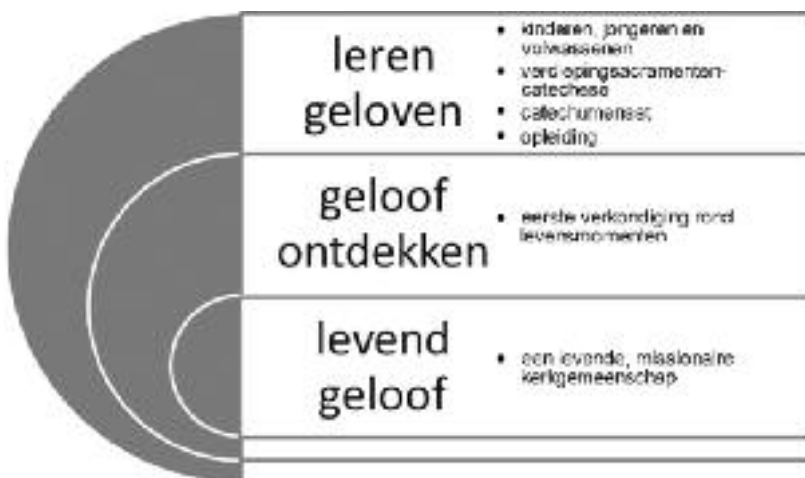 leren
geloven
• kinderen, jongeren en
volwassenen
• verdiepingsacramenten-
catechese
• catechumenaat
• opleiding
geloof
ontdekken
• eerste verkondiging rond
levensmomenten
levend
geloof
• een levende, missionaire
kerkgemeenschap